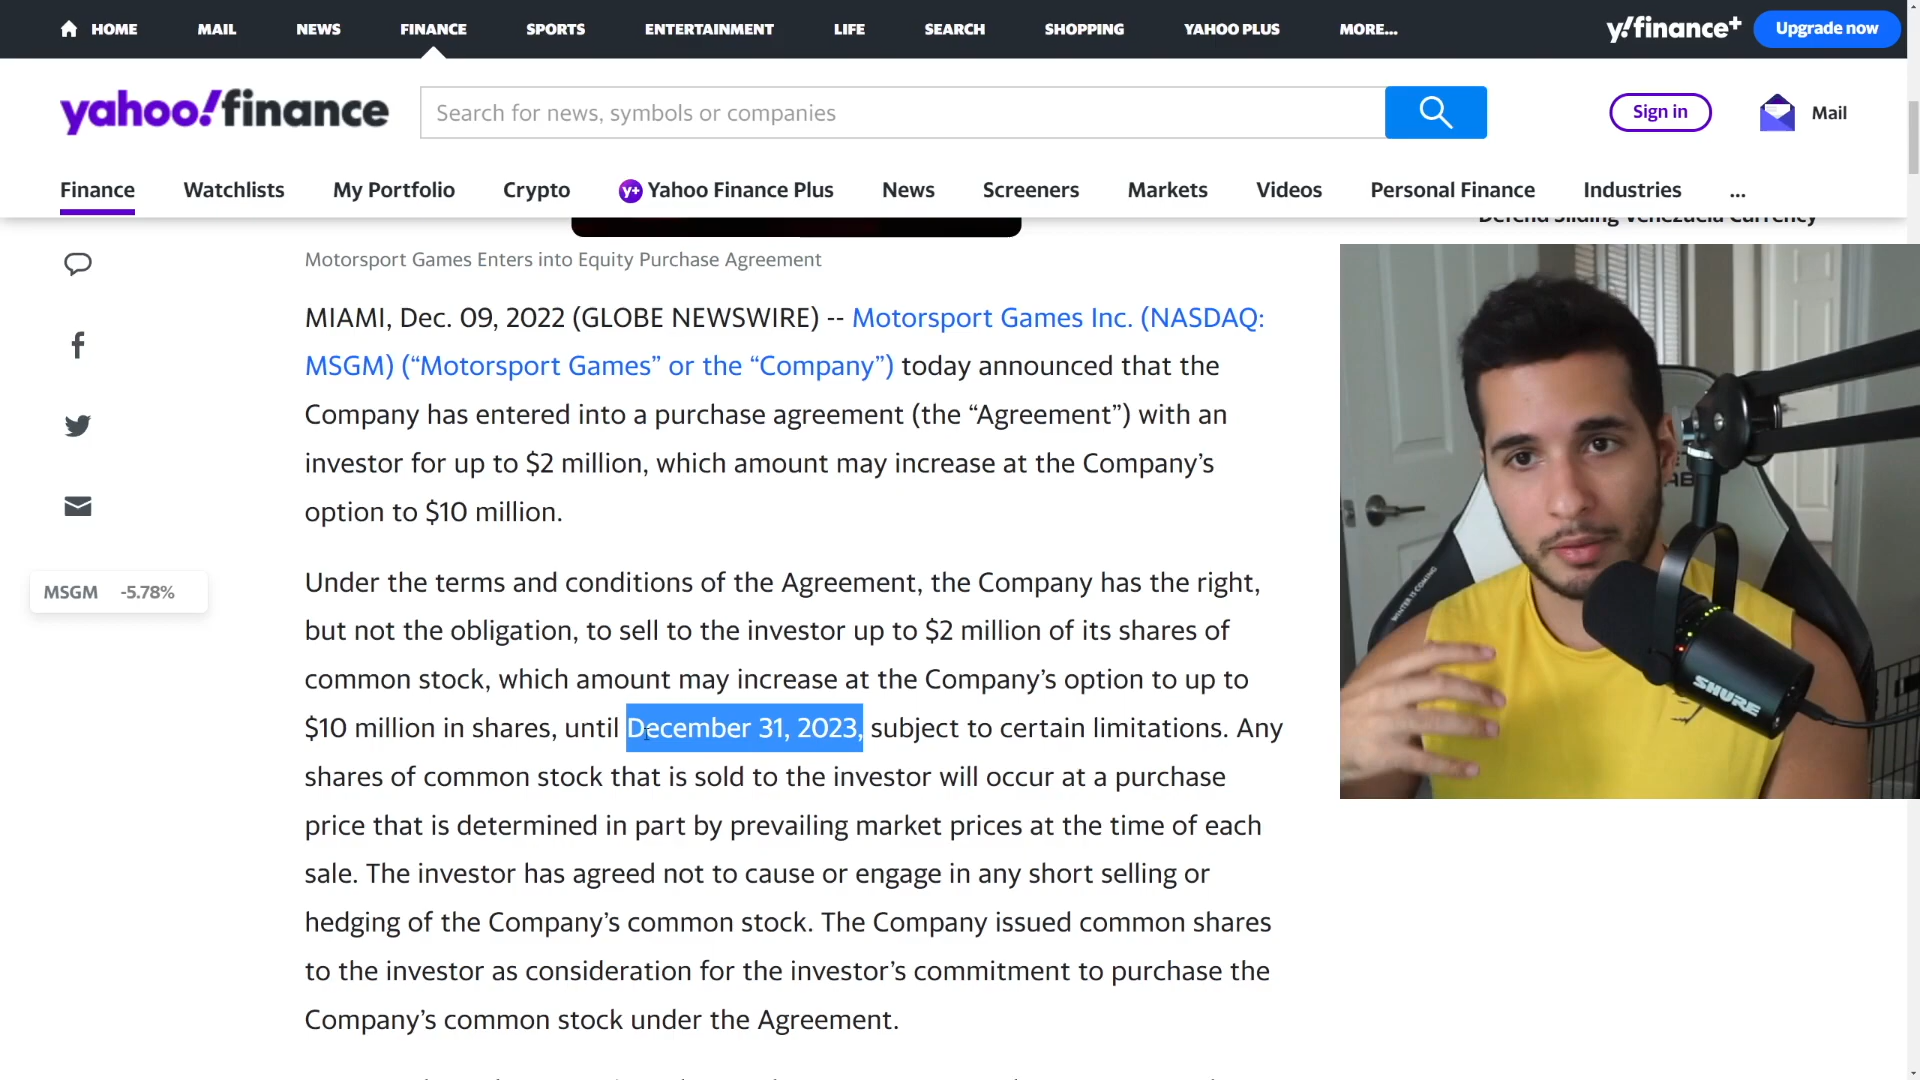 HOME MAIL NEWS FINANCE SPORTS ENTERTAINMENT LIFE SEARCH SHOPPING YAHOO PLUS MORE...
y!finance+ Upgrade now
yahoo!finance
Search for news, symbols or companies
Sign in
Mail
Finance Watchlists My Portfolio Crypto y+ Yahoo Finance Plus News Screeners Markets Videos Personal Finance Industries ...
Defend Sliding Venezuela Currency
Motorsport Games Enters into Equity Purchase Agreement
MIAMI, Dec. 09, 2022 (GLOBE NEWSWIRE) -- Motorsport Games Inc. (NASDAQ:
MSGM) (“Motorsport Games” or the “Company”) today announced that the
Company has entered into a purchase agreement (the “Agreement”) with an
investor for up to $2 million, which amount may increase at the Company’s
option to $10 million.
MSGM -5.78%
Under the terms and conditions of the Agreement, the Company has the right,
but not the obligation, to sell to the investor up to $2 million of its shares of
common stock, which amount may increase at the Company’s option to up to
$10 million in shares, until December 31, 2023, subject to certain limitations. Any
shares of common stock that is sold to the investor will occur at a purchase
price that is determined in part by prevailing market prices at the time of each
sale. The investor has agreed not to cause or engage in any short selling or
hedging of the Company’s common stock. The Company issued common shares
to the investor as consideration for the investor’s commitment to purchase the
Company’s common stock under the Agreement.
WINTER IS COMING
SHURE